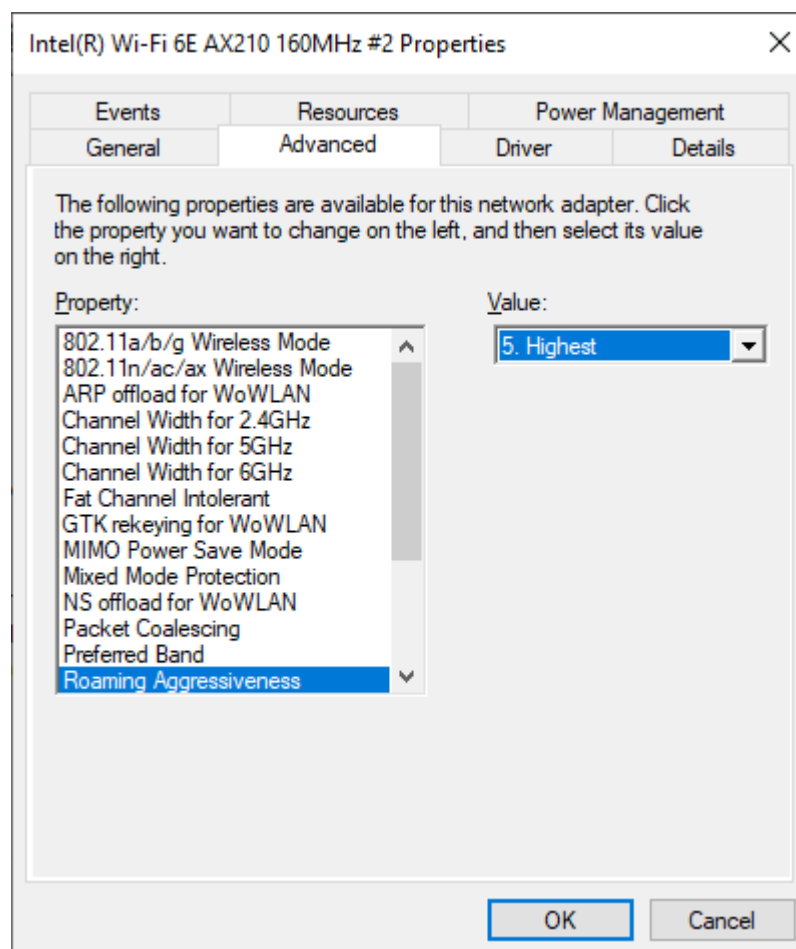 Intel(R) Wi-Fi 6E AX210 160MHz #2 Properties
Events Resources Power Management
General Advanced Driver Details
The following properties are available for this network adapter. Click
the property you want to change on the left, and then select its value
on the right.
Property: Value:
802.11a/b/g Wireless Mode 5. Highest
802.11n/ac/ax Wireless Mode
ARP offload for WoWLAN
Channel Width for 2.4GHz
Channel Width for 5GHz
Channel Width for 6GHz
Fat Channel Intolerant
GTK rekeying for WoWLAN
MIMO Power Save Mode
Mixed Mode Protection
NS offload for WoWLAN
Packet Coalescing
Preferred Band
Roaming Aggressiveness
OK Cancel